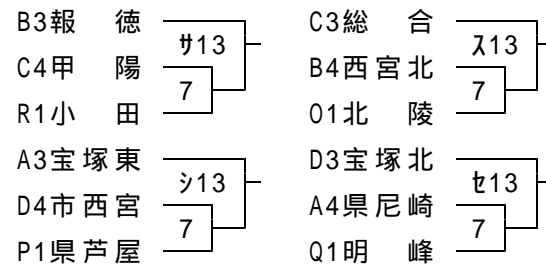 B3報　徳
サ13
C4甲　陽
7
R1小　田
A3宝塚東
シ13
D4市西宮
7
P1県芦屋
C3総　合
ス13
B4西宮北
7
O1北　陵
D3宝塚北
セ13
A4県尼崎
7
Q1明　峰